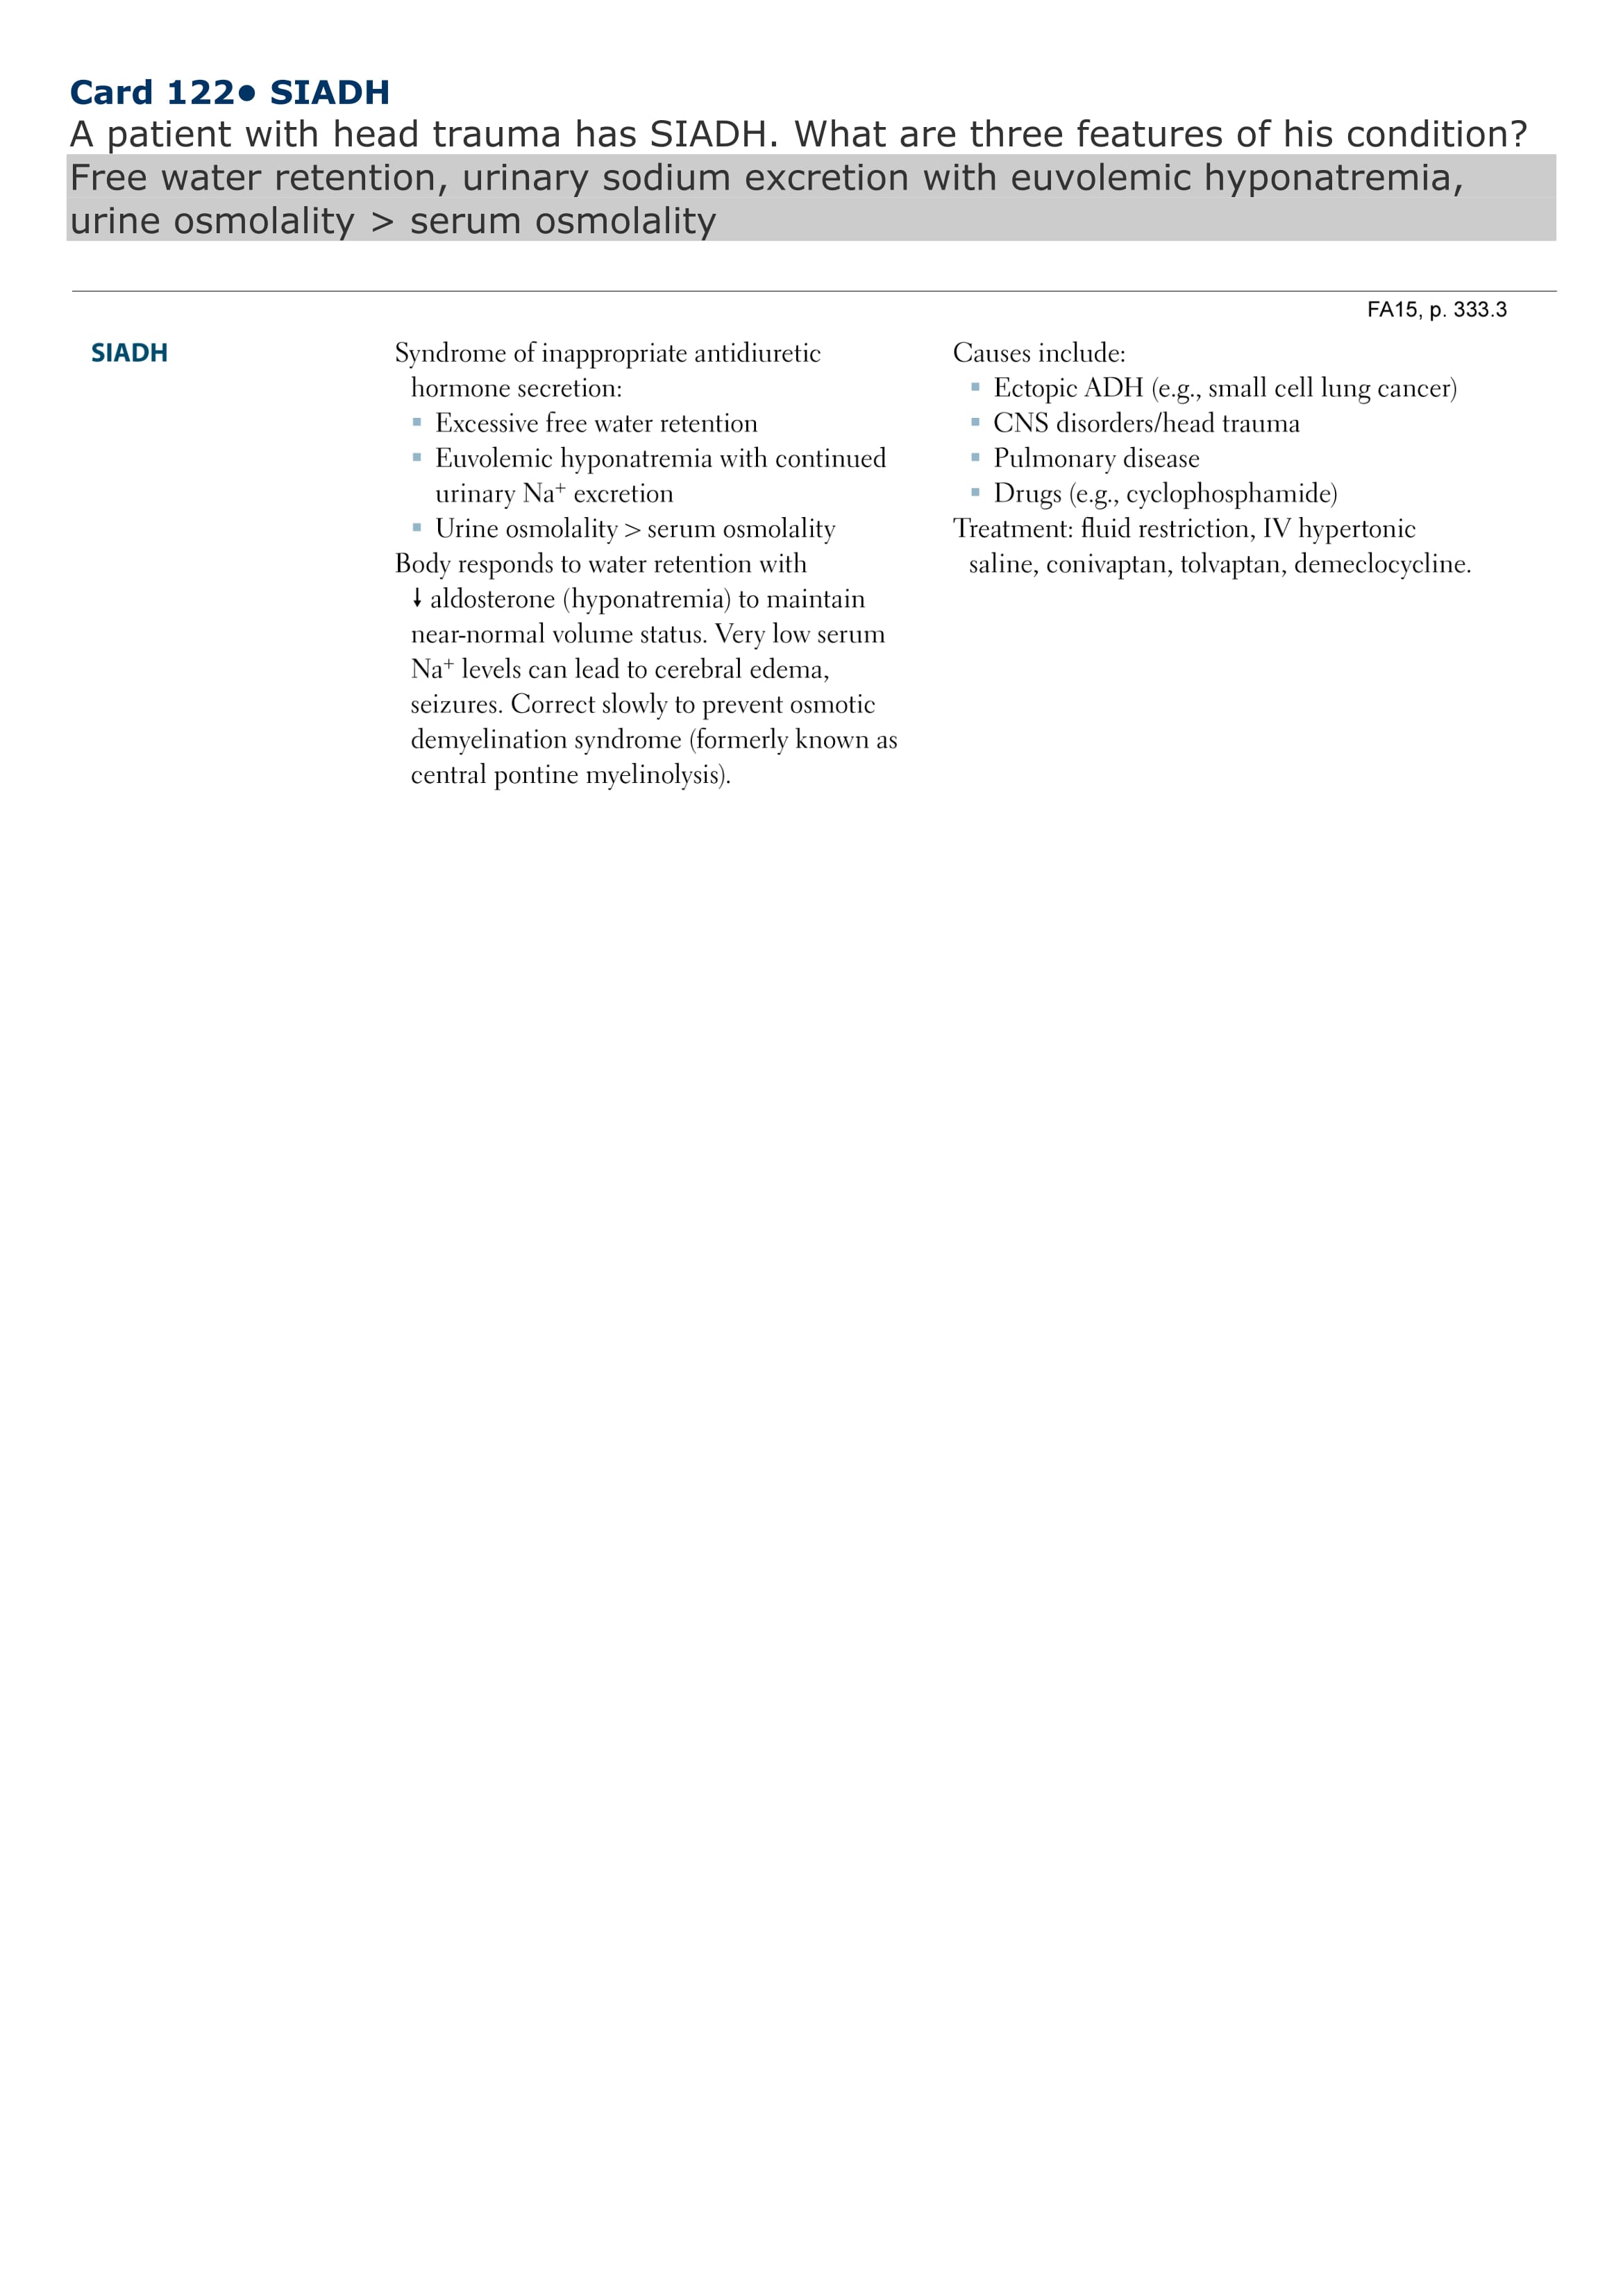 Card 122● SIADH
A patient with head trauma has SIADH. What are three features of his condition?
Free water retention, urinary sodium excretion with euvolemic hyponatremia,
urine osmolality > serum osmolality
FA15, p. 333.3
SIADH
Syndrome of inappropriate antidiuretic
hormone secretion:
▪ Excessive free water retention
▪ Euvolemic hyponatremia with continued
urinary Na⁺ excretion
▪ Urine osmolality > serum osmolality
Body responds to water retention with
↓ aldosterone (hyponatremia) to maintain
near-normal volume status. Very low serum
Na⁺ levels can lead to cerebral edema,
seizures. Correct slowly to prevent osmotic
demyelination syndrome (formerly known as
central pontine myelinolysis).
Causes include:
▪ Ectopic ADH (e.g., small cell lung cancer)
▪ CNS disorders/head trauma
▪ Pulmonary disease
▪ Drugs (e.g., cyclophosphamide)
Treatment: fluid restriction, IV hypertonic
saline, conivaptan, tolvaptan, demeclocycline.